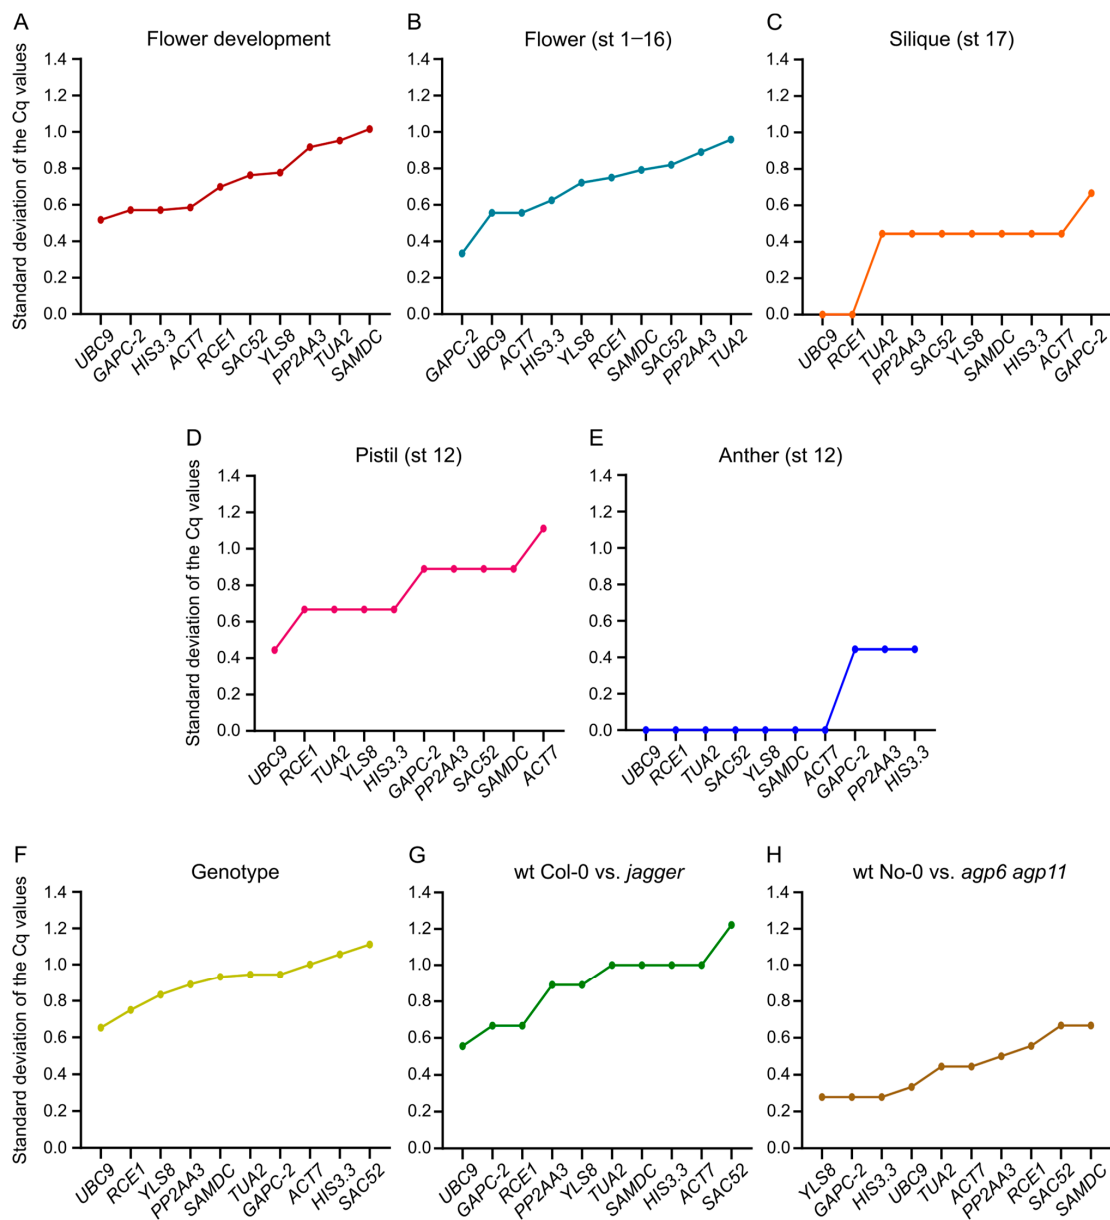 A
Flower development
Standard deviation of the Cq values
1.4
1.2
1.0
0.8
0.6
0.4
0.2
0.0
UBC9
GAPC-2
HIS3.3
ACT7
RCE1
SAC52
YLS8
PP2AA3
TUA2
SAMDC
B
Flower (st 1–16)
1.4
1.2
1.0
0.8
0.6
0.4
0.2
0.0
GAPC-2
UBC9
ACT7
HIS3.3
YLS8
RCE1
SAMDC
SAC52
PP2AA3
TUA2
C
Silique (st 17)
1.4
1.2
1.0
0.8
0.6
0.4
0.2
0.0
UBC9
RCE1
TUA2
PP2AA3
SAC52
YLS8
SAMDC
HIS3.3
ACT7
GAPC-2
D
Pistil (st 12)
Standard deviation of the Cq values
1.4
1.2
1.0
0.8
0.6
0.4
0.2
0.0
UBC9
RCE1
TUA2
YLS8
HIS3.3
GAPC-2
PP2AA3
SAC52
SAMDC
ACT7
E
Anther (st 12)
1.4
1.2
1.0
0.8
0.6
0.4
0.2
0.0
UBC9
RCE1
TUA2
SAC52
YLS8
SAMDC
ACT7
GAPC-2
PP2AA3
HIS3.3
F
Genotype
Standard deviation of the Cq values
1.4
1.2
1.0
0.8
0.6
0.4
0.2
0.0
UBC9
RCE1
YLS8
PP2AA3
SAMDC
TUA2
GAPC-2
ACT7
HIS3.3
SAC52
G
wt Col-0 vs. jagger
1.4
1.2
1.0
0.8
0.6
0.4
0.2
0.0
UBC9
GAPC-2
RCE1
PP2AA3
YLS8
TUA2
SAMDC
HIS3.3
ACT7
SAC52
H
wt No-0 vs. agp6 agp11
1.4
1.2
1.0
0.8
0.6
0.4
0.2
0.0
YLS8
GAPC-2
HIS3.3
UBC9
TUA2
ACT7
PP2AA3
RCE1
SAC52
SAMDC